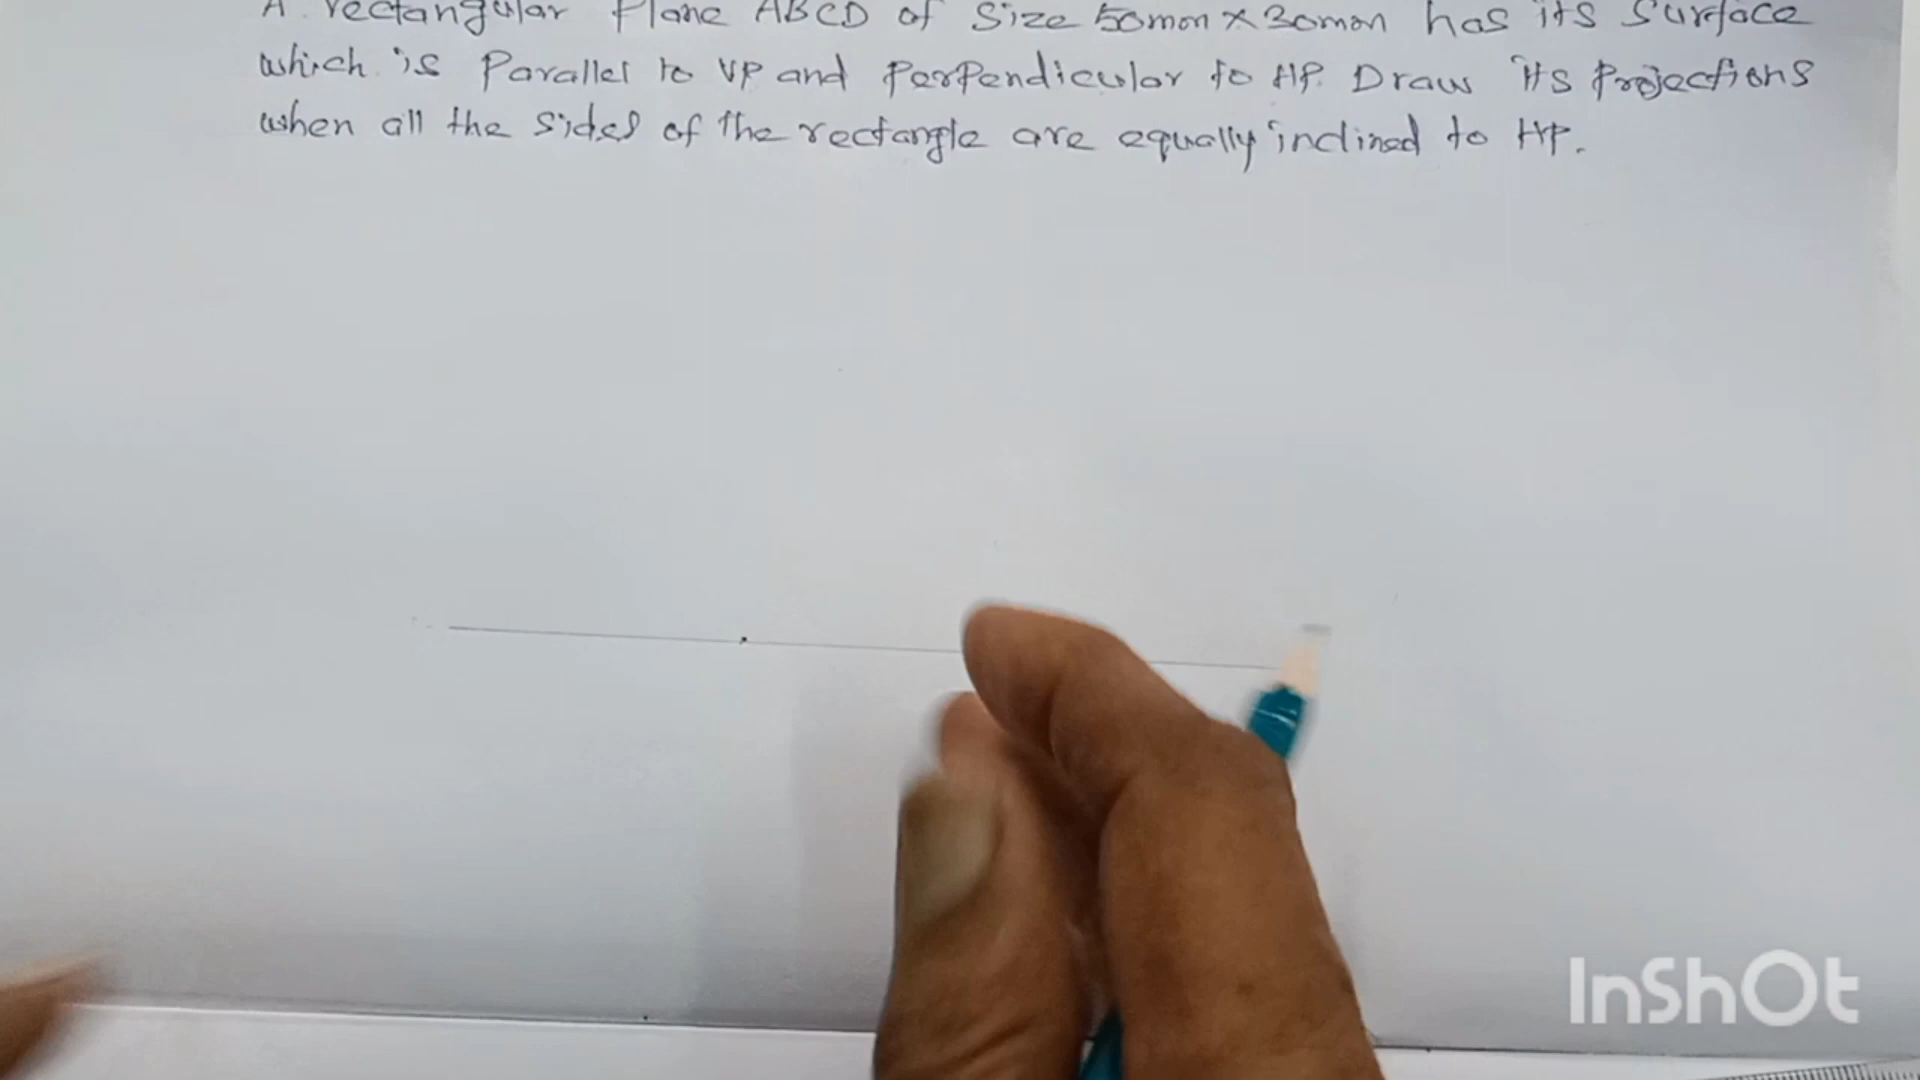 A rectangular Plane ABCD of Size 50mm x 30mm has its Surface
which is Parallel to VP and Perpendicular to HP. Draw its Projections
when all the sides of the rectangle are equally inclined to HP.
InShOt